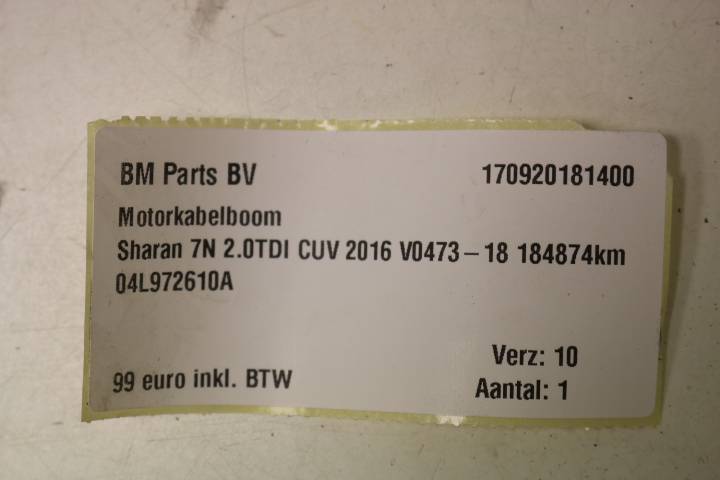 BM Parts BV 170920181400
Motorkabelboom
Sharan 7N 2.0TDI CUV 2016 V0473-18 184874km
04L972610A
Verz: 10
99 euro inkl. BTW Aantal: 1